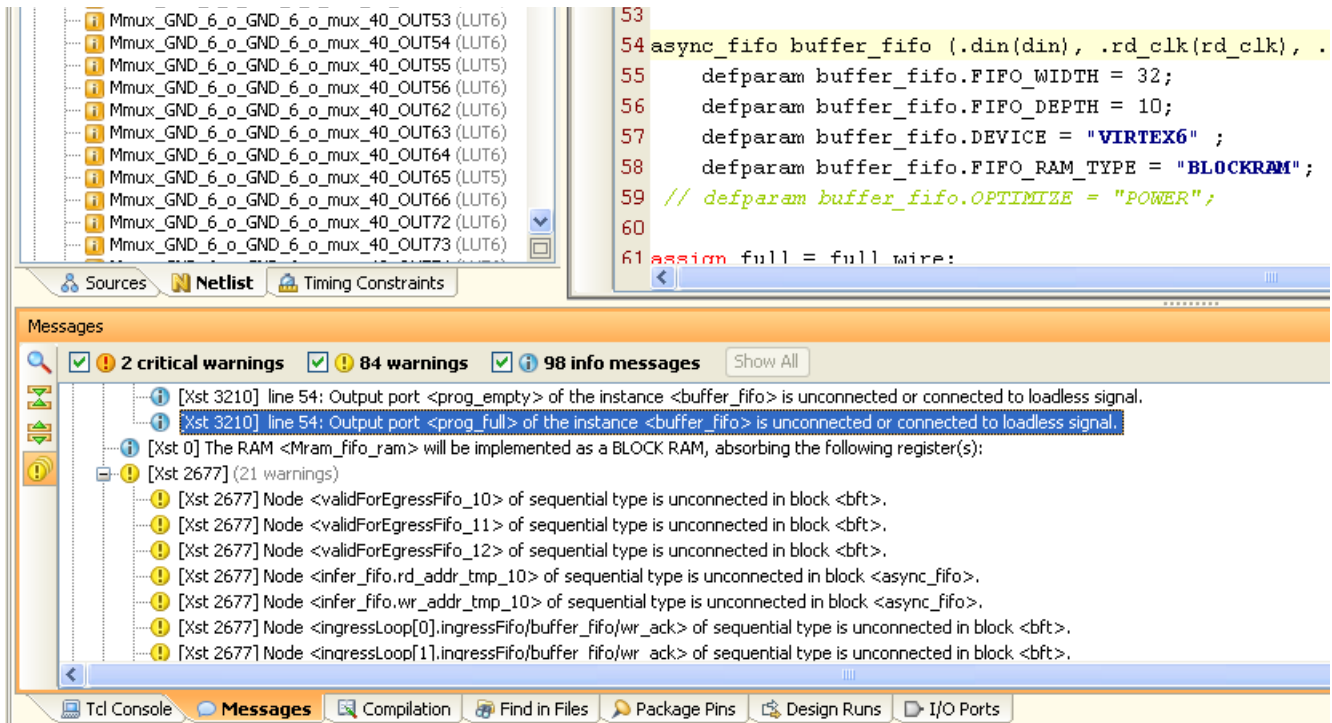 Mmux_GND_6_o_GND_6_o_mux_40_OUT53 (LUT6)
Mmux_GND_6_o_GND_6_o_mux_40_OUT54 (LUT6)
Mmux_GND_6_o_GND_6_o_mux_40_OUT55 (LUT5)
Mmux_GND_6_o_GND_6_o_mux_40_OUT56 (LUT6)
Mmux_GND_6_o_GND_6_o_mux_40_OUT62 (LUT6)
Mmux_GND_6_o_GND_6_o_mux_40_OUT63 (LUT6)
Mmux_GND_6_o_GND_6_o_mux_40_OUT64 (LUT6)
Mmux_GND_6_o_GND_6_o_mux_40_OUT65 (LUT5)
Mmux_GND_6_o_GND_6_o_mux_40_OUT66 (LUT6)
Mmux_GND_6_o_GND_6_o_mux_40_OUT72 (LUT6)
Mmux_GND_6_o_GND_6_o_mux_40_OUT73 (LUT6)
Sources Netlist Timing Constraints
53
54 async_fifo buffer_fifo (.din(din), .rd_clk(rd_clk), .
55 defparam buffer_fifo.FIFO_WIDTH = 32;
56 defparam buffer_fifo.FIFO_DEPTH = 10;
57 defparam buffer_fifo.DEVICE = "VIRTEX6" ;
58 defparam buffer_fifo.FIFO_RAM_TYPE = "BLOCKRAM";
59 // defparam buffer_fifo.OPTIMIZE = "POWER";
60
61 assign full = full_wire;
Messages
2 critical warnings 84 warnings 98 info messages Show All
[Xst 3210] line 54: Output port <prog_empty> of the instance <buffer_fifo> is unconnected or connected to loadless signal.
[Xst 3210] line 54: Output port <prog_full> of the instance <buffer_fifo> is unconnected or connected to loadless signal.
[Xst 0] The RAM <Mram_fifo_ram> will be implemented as a BLOCK RAM, absorbing the following register(s):
[Xst 2677] (21 warnings)
[Xst 2677] Node <validForEgressFifo_10> of sequential type is unconnected in block <bft>.
[Xst 2677] Node <validForEgressFifo_11> of sequential type is unconnected in block <bft>.
[Xst 2677] Node <validForEgressFifo_12> of sequential type is unconnected in block <bft>.
[Xst 2677] Node <infer_fifo.rd_addr_tmp_10> of sequential type is unconnected in block <async_fifo>.
[Xst 2677] Node <infer_fifo.wr_addr_tmp_10> of sequential type is unconnected in block <async_fifo>.
[Xst 2677] Node <ingressLoop[0].ingressFifo/buffer_fifo/wr_ack> of sequential type is unconnected in block <bft>.
[Xst 2677] Node <ingressLoop[1].ingressFifo/buffer_fifo/wr_ack> of sequential type is unconnected in block <bft>.
Tcl Console Messages Compilation Find in Files Package Pins Design Runs I/O Ports